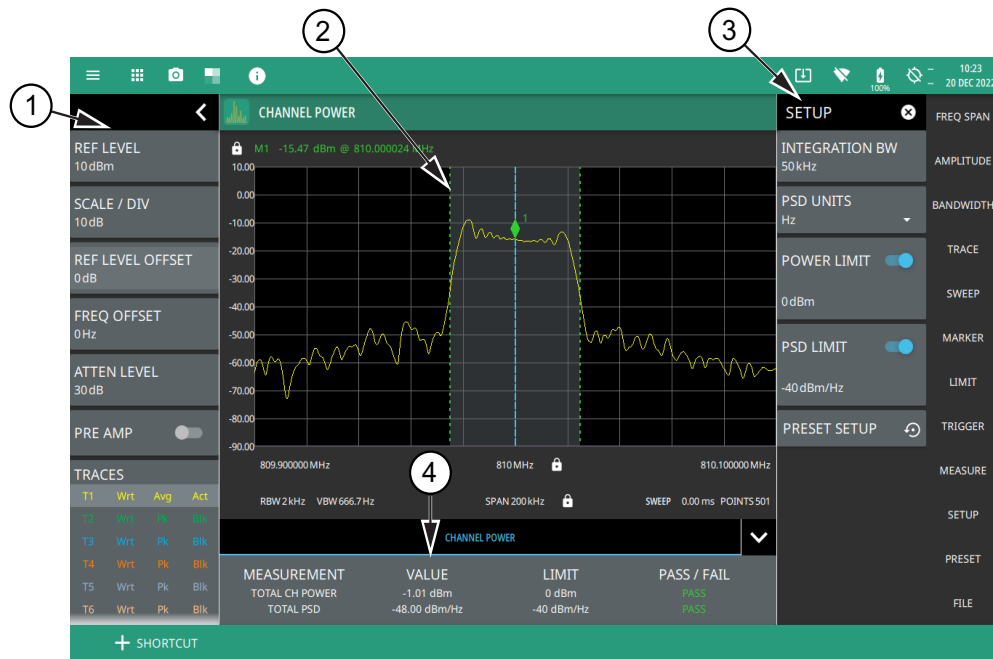 2
3
1
4
10:23
100%
20 DEC 2022
CHANNEL POWER
SETUP
FREQ SPAN
AMPLITUDE
BANDWIDTH
TRACE
SWEEP
MARKER
LIMIT
TRIGGER
MEASURE
SETUP
PRESET
FILE
REF LEVEL
10 dBm
SCALE / DIV
10 dB
REF LEVEL OFFSET
0 dB
FREQ OFFSET
0 Hz
ATTEN LEVEL
30 dB
PRE AMP
TRACES
T1 Wrt Avg Act
T2 Wrt Pk Blk
T3 Wrt Pk Blk
T4 Wrt Pk Blk
T5 Wrt Pk Blk
T6 Wrt Pk Blk
M1 -15.47 dBm @ 810.000024 MHz
10.00
0.00
-10.00
-20.00
-30.00
-40.00
-50.00
-60.00
-70.00
-80.00
-90.00
1
809.900000 MHz 810 MHz 810.100000 MHz
RBW 2 kHz VBW 666.7 Hz SPAN 200 kHz SWEEP 0.00 ms POINTS 501
CHANNEL POWER
MEASUREMENT VALUE LIMIT PASS / FAIL
TOTAL CH POWER -1.01 dBm 0 dBm PASS
TOTAL PSD -48.00 dBm/Hz -40 dBm/Hz PASS
INTEGRATION BW
50 kHz
PSD UNITS
Hz
POWER LIMIT
0 dBm
PSD LIMIT
-40 dBm/Hz
PRESET SETUP
+ SHORTCUT